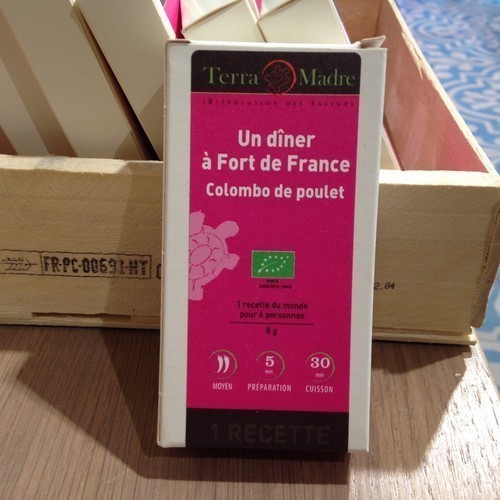 Terra Madre
(R)évolution des Saveurs
Un dîner
à Fort de France
Colombo de poulet
1 recette du monde
pour 4 personnes
8 g
5
min
30
min
MOYEN
PRÉPARATION
CUISSON
1 RECETTE
FR-PC-00691-HT